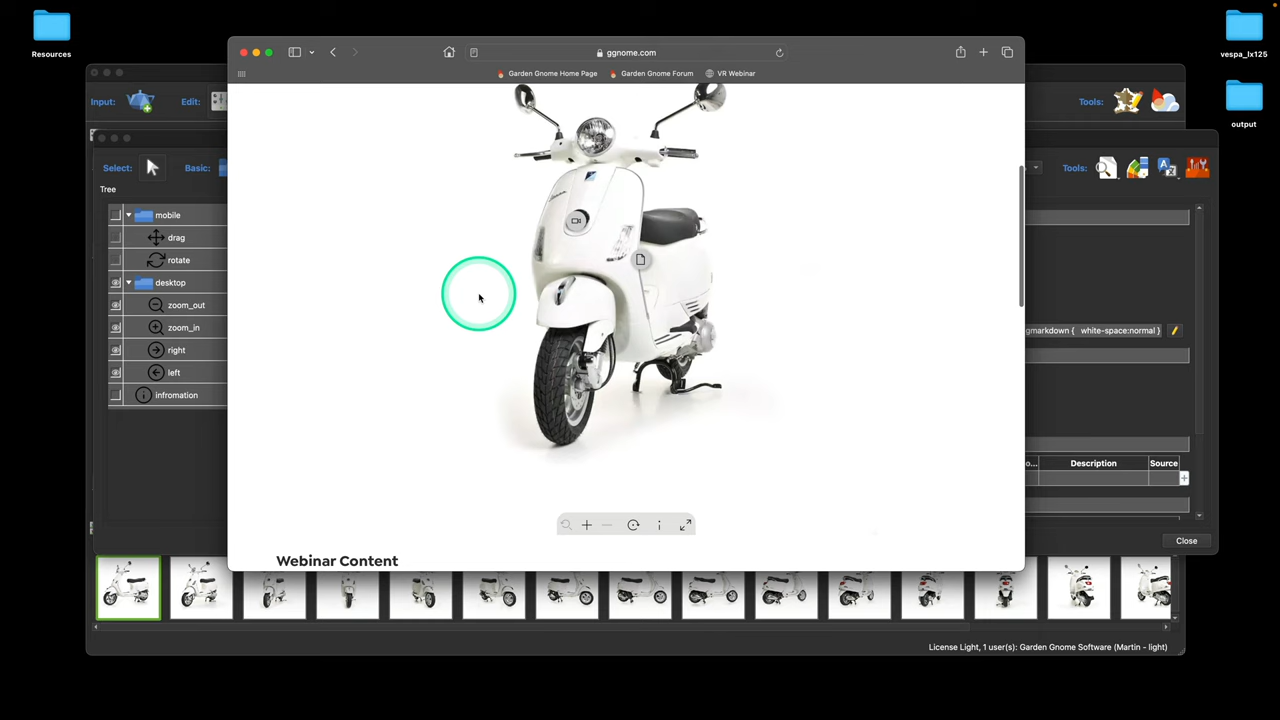 Resources
vespa_lx125
output
ggnome.com
Garden Gnome Home Page
Garden Gnome Forum
VR Webinar
Input:
Edit:
Tools:
Select:
Basic:
Tools:
Tree
mobile
drag
rotate
desktop
zoom_out
zoom_in
right
left
infromation
gmarkdown { white-space:normal }
o...
Description
Source
Close
Webinar Content
License Light, 1 user(s): Garden Gnome Software (Martin - light)